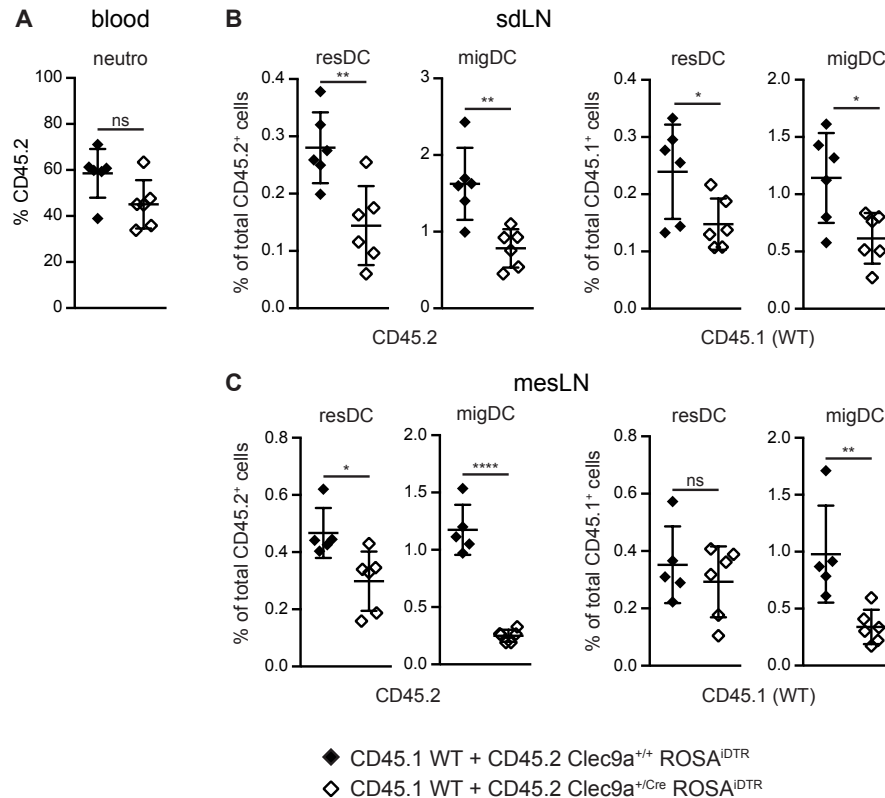 A blood
neutro
% CD45.2
100
80
60
40
20
0
ns
B sdLN
resDC
% of total CD45.2⁺ cells
0.4
0.3
0.2
0.1
0.0
**
migDC
3
2
1
0
**
CD45.2
resDC
% of total CD45.1⁺ cells
0.4
0.3
0.2
0.1
0.0
*
migDC
2.0
1.5
1.0
0.5
0.0
*
CD45.1 (WT)
C mesLN
resDC
% of total CD45.2⁺ cells
0.8
0.6
0.4
0.2
0.0
*
migDC
2.0
1.5
1.0
0.5
0.0
****
CD45.2
resDC
% of total CD45.1⁺ cells
0.8
0.6
0.4
0.2
0.0
ns
migDC
2.0
1.5
1.0
0.5
0.0
**
CD45.1 (WT)
CD45.1 WT + CD45.2 Clec9a⁺/⁺ ROSAⁱᴰᵀᴿ
CD45.1 WT + CD45.2 Clec9a⁺/ᶜʳᵉ ROSAⁱᴰᵀᴿ